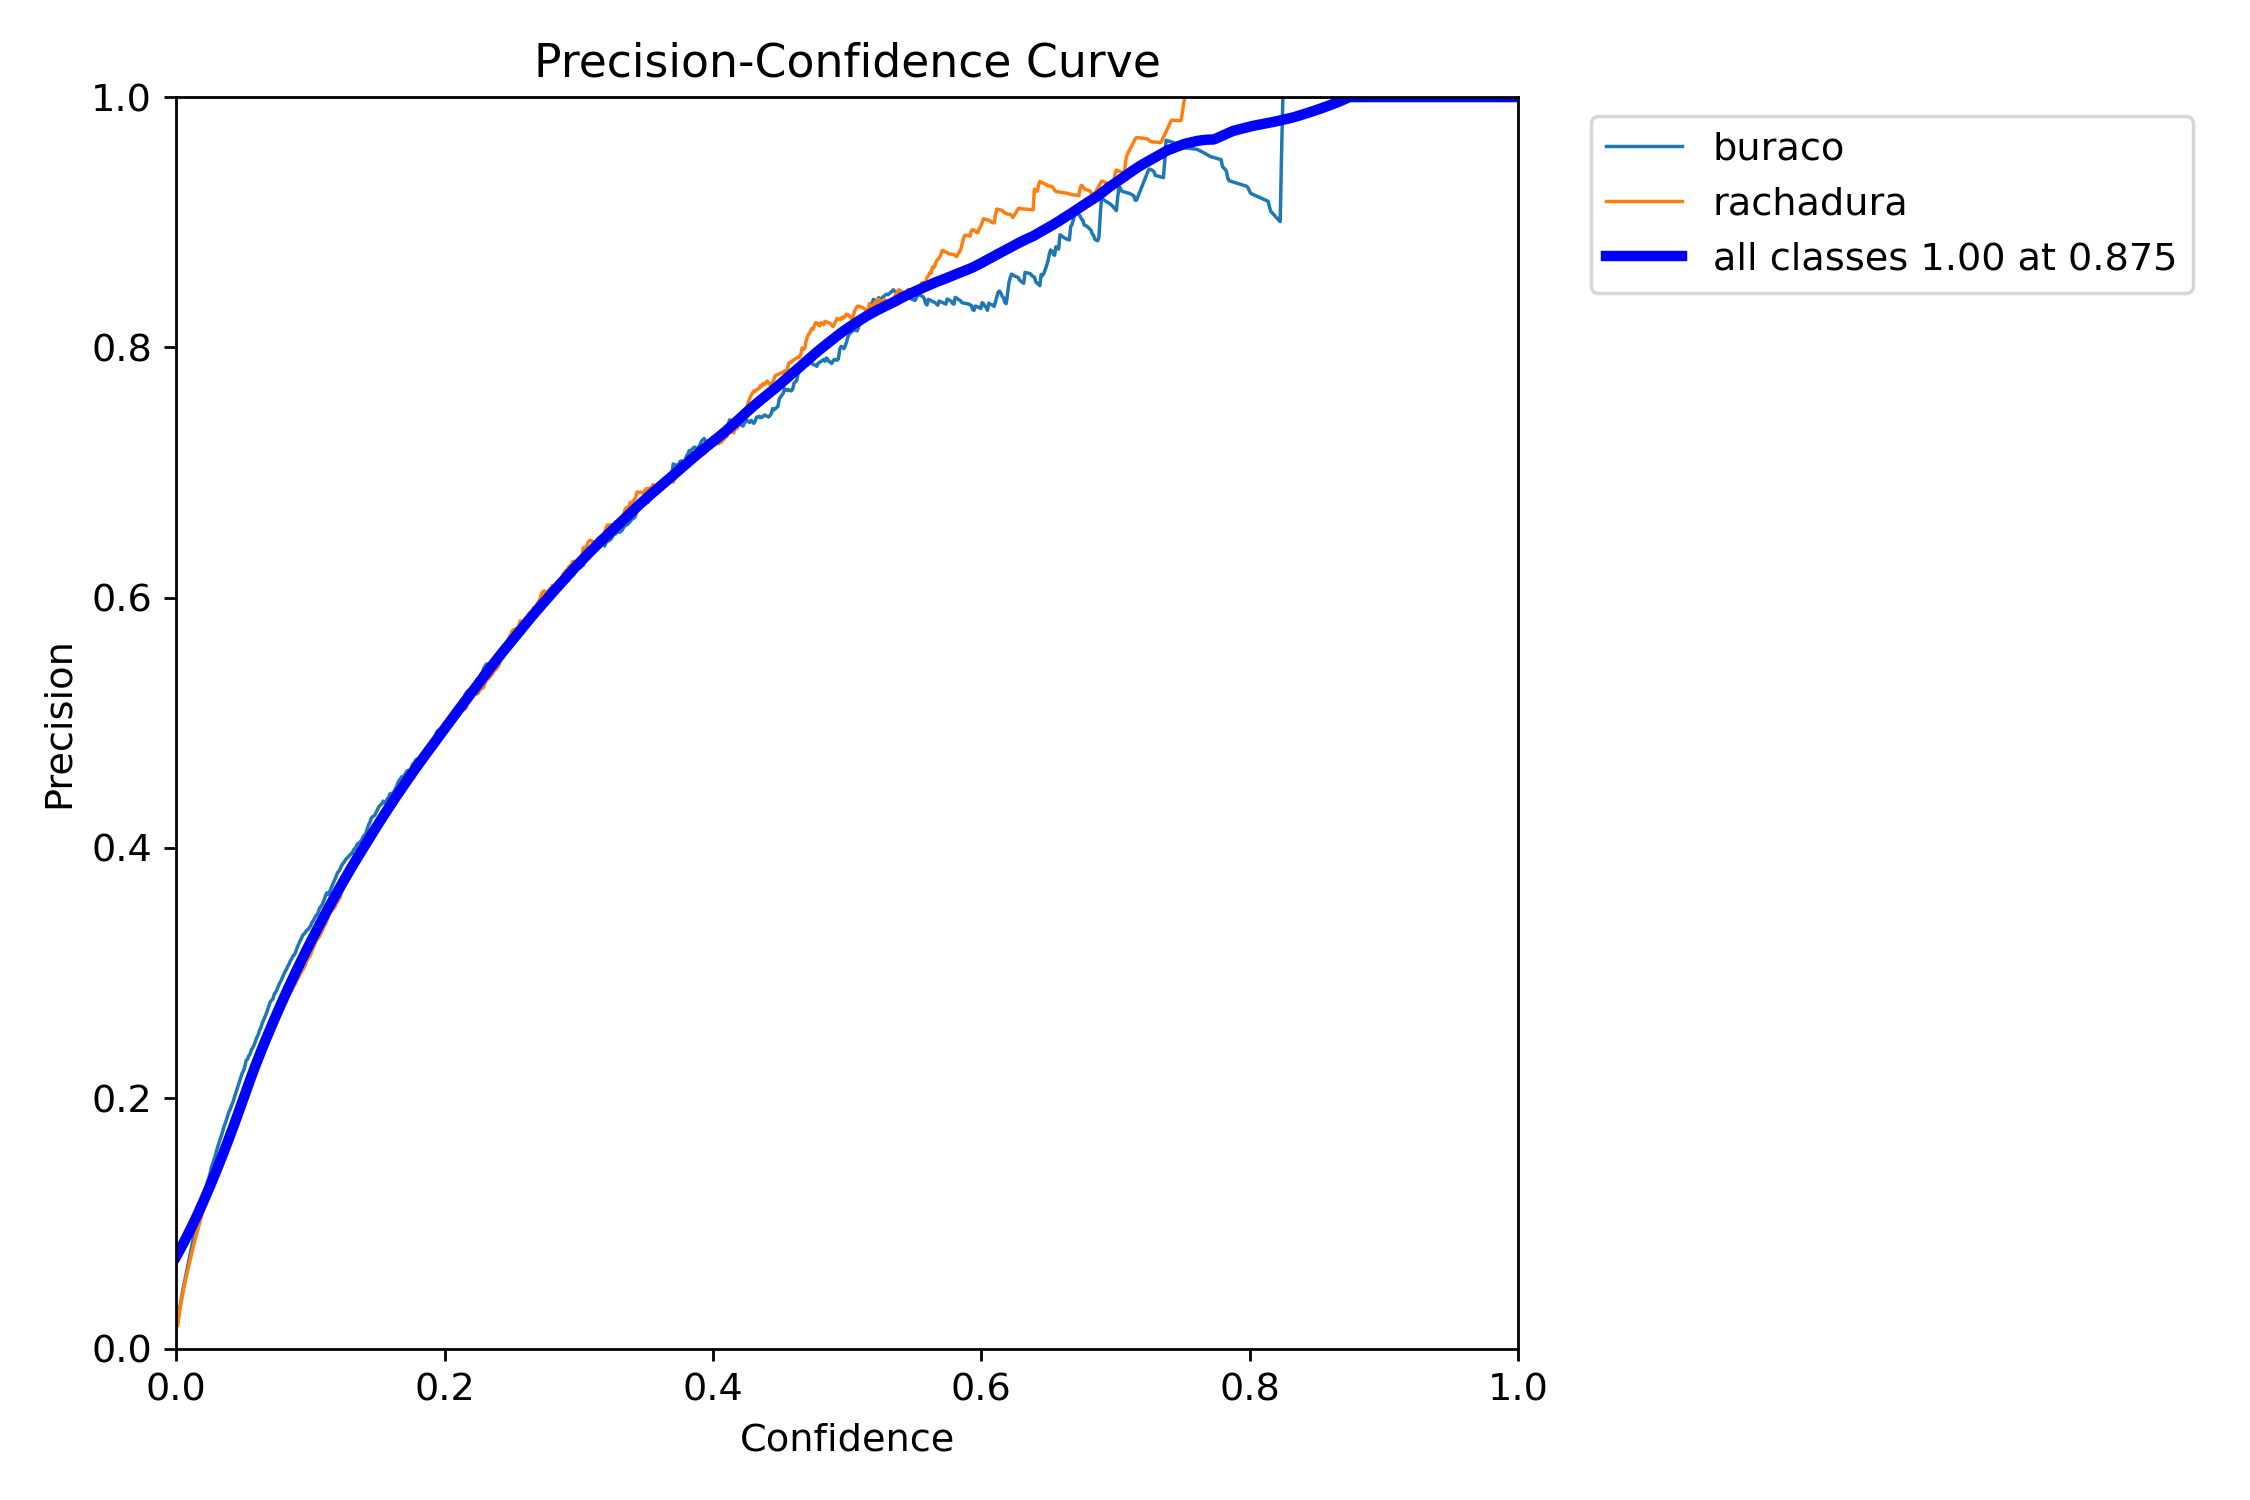 Precision-Confidence Curve
1.0
0.8
0.6
0.4
0.2
0.0
Precision
0.0 0.2 0.4 0.6 0.8 1.0
Confidence
buraco
rachadura
all classes 1.00 at 0.875